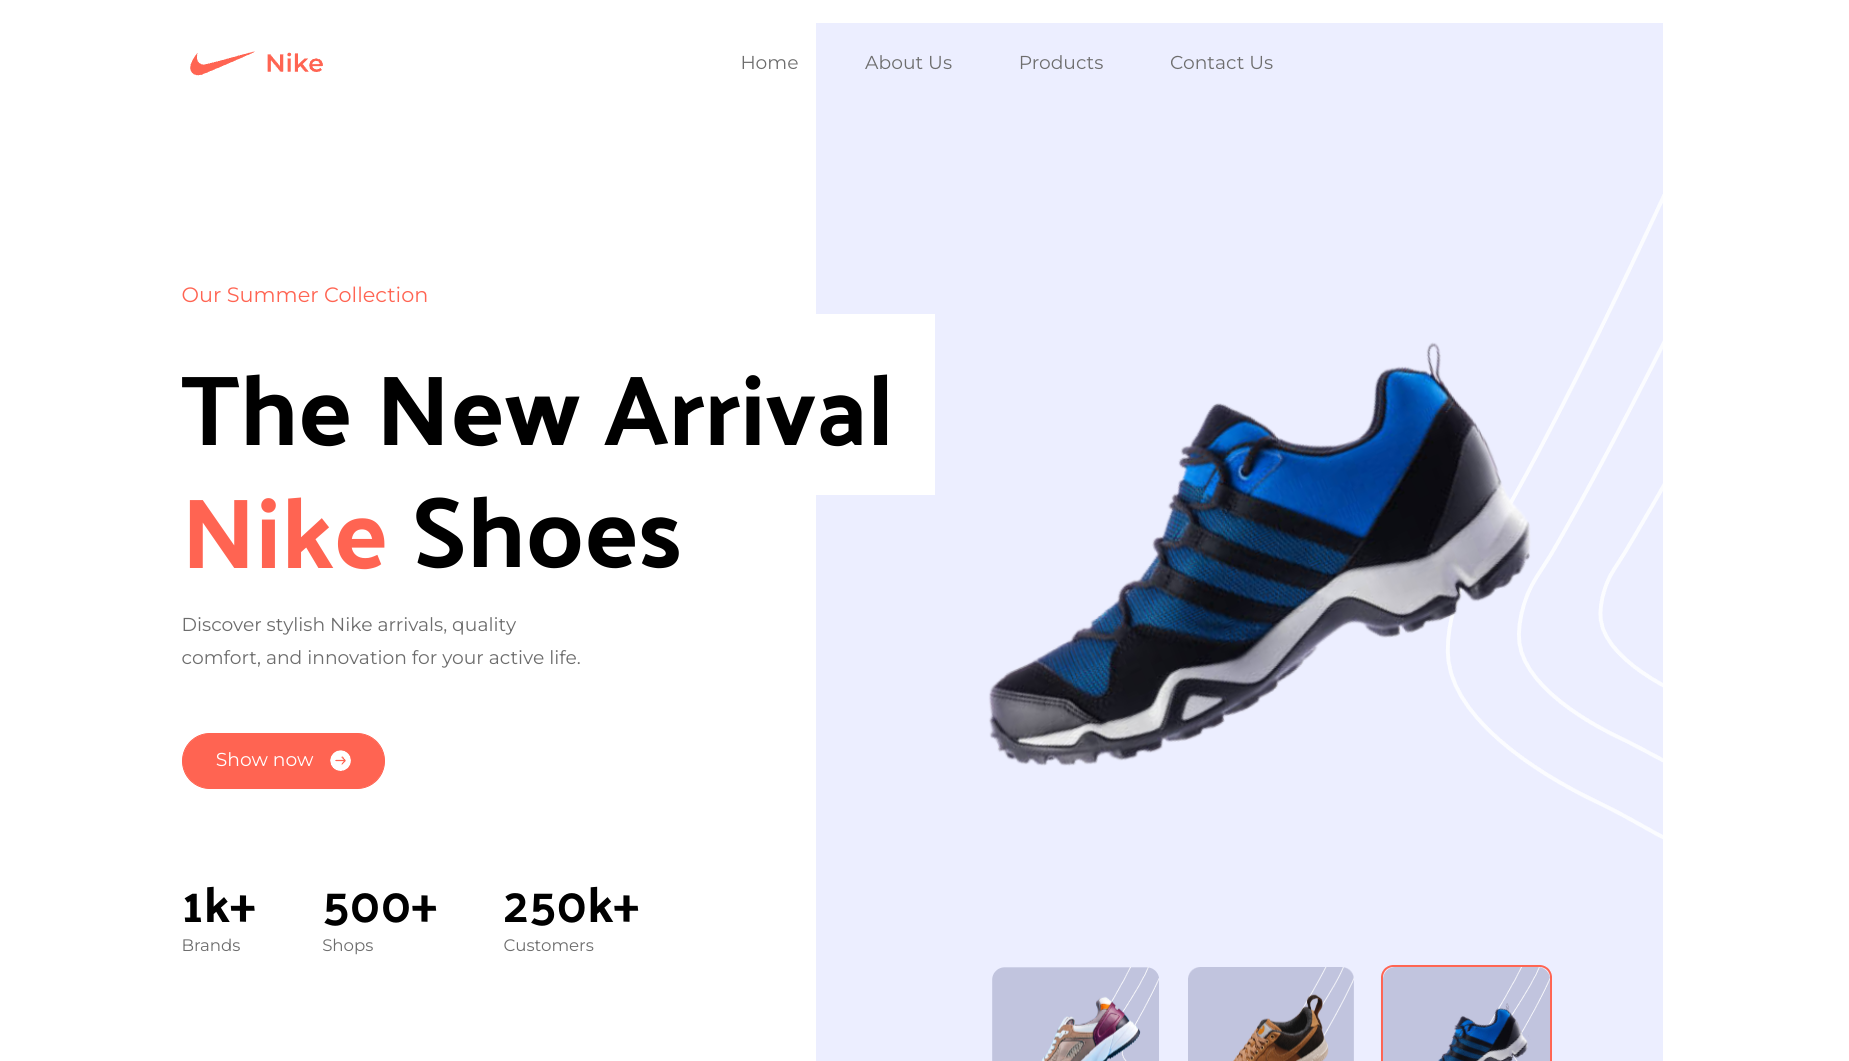 Nike
Home
About Us
Products
Contact Us
Our Summer Collection
The New Arrival
Nike Shoes
Discover stylish Nike arrivals, quality
comfort, and innovation for your active life.
Show now
1k+
Brands
500+
Shops
250k+
Customers